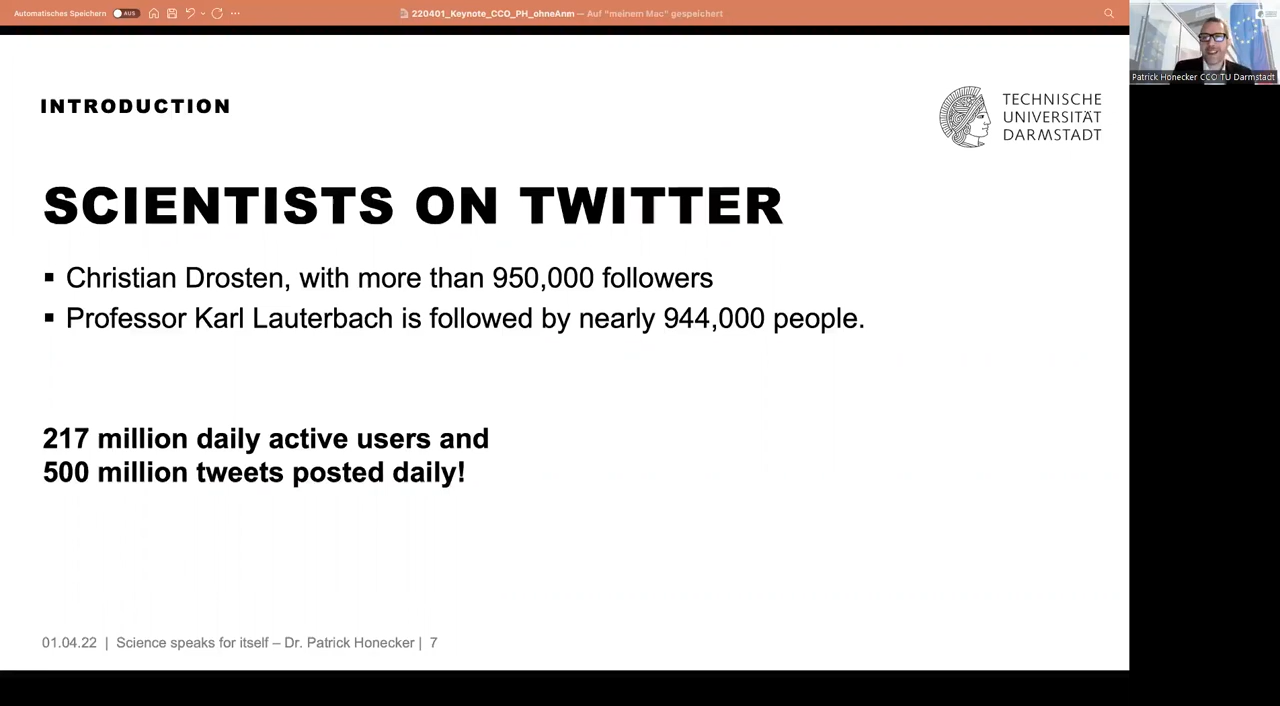 Automatisches Speichern AUS
220401_Keynote_CCO_PH_ohneAnm — Auf "meinem Mac" gespeichert
Patrick Honecker CCO TU Darmstadt
INTRODUCTION
TECHNISCHE
UNIVERSITÄT
DARMSTADT
SCIENTISTS ON TWITTER
▪ Christian Drosten, with more than 950,000 followers
▪ Professor Karl Lauterbach is followed by nearly 944,000 people.
217 million daily active users and
500 million tweets posted daily!
01.04.22 | Science speaks for itself – Dr. Patrick Honecker | 7